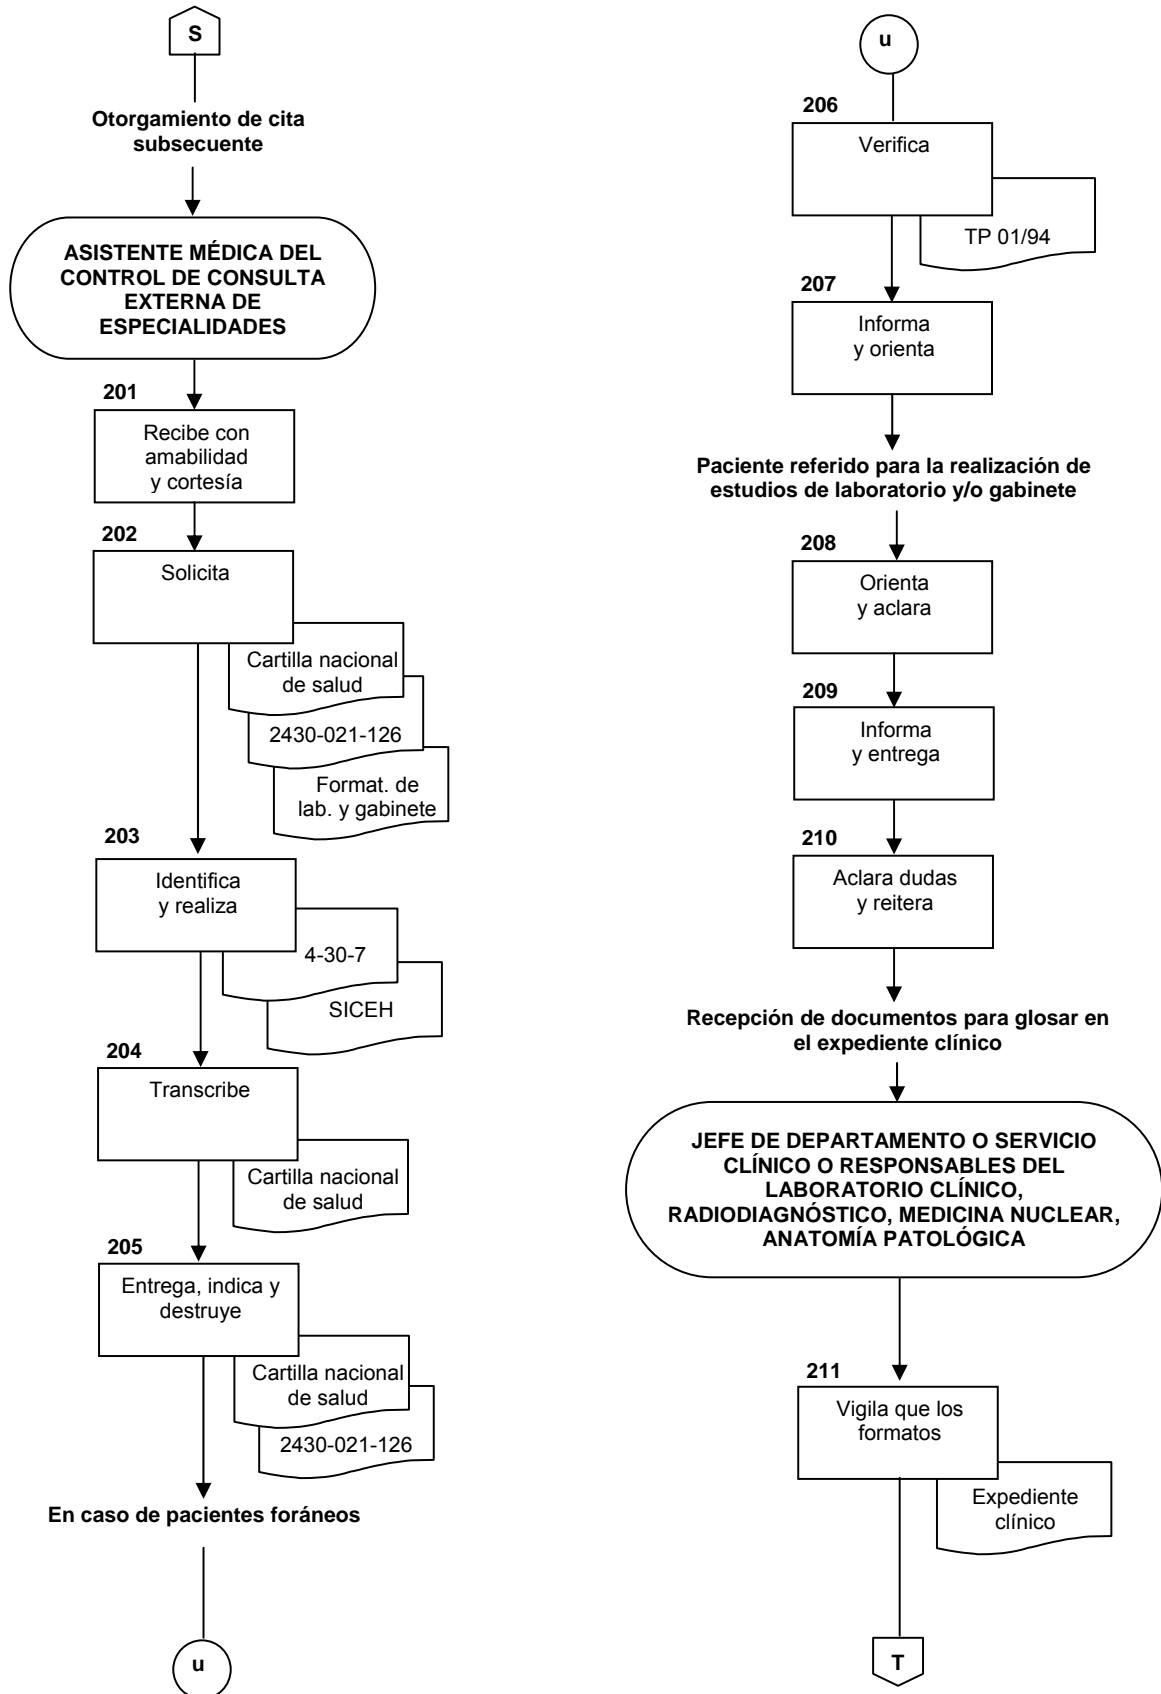 S
Otorgamiento de cita
subsecuente
ASISTENTE MÉDICA DEL
CONTROL DE CONSULTA
EXTERNA DE
ESPECIALIDADES
201
Recibe con
amabilidad
y cortesía
202
Solicita
Cartilla nacional
de salud
2430-021-126
Format. de
lab. y gabinete
203
Identifica
y realiza
4-30-7
SICEH
204
Transcribe
Cartilla nacional
de salud
205
Entrega, indica y
destruye
Cartilla nacional
de salud
2430-021-126
En caso de pacientes foráneos
u
u
206
Verifica
TP 01/94
207
Informa
y orienta
Paciente referido para la realización de
estudios de laboratorio y/o gabinete
208
Orienta
y aclara
209
Informa
y entrega
210
Aclara dudas
y reitera
Recepción de documentos para glosar en
el expediente clínico
JEFE DE DEPARTAMENTO O SERVICIO
CLÍNICO O RESPONSABLES DEL
LABORATORIO CLÍNICO,
RADIODIAGNÓSTICO, MEDICINA NUCLEAR,
ANATOMÍA PATOLÓGICA
211
Vigila que los
formatos
Expediente
clínico
T